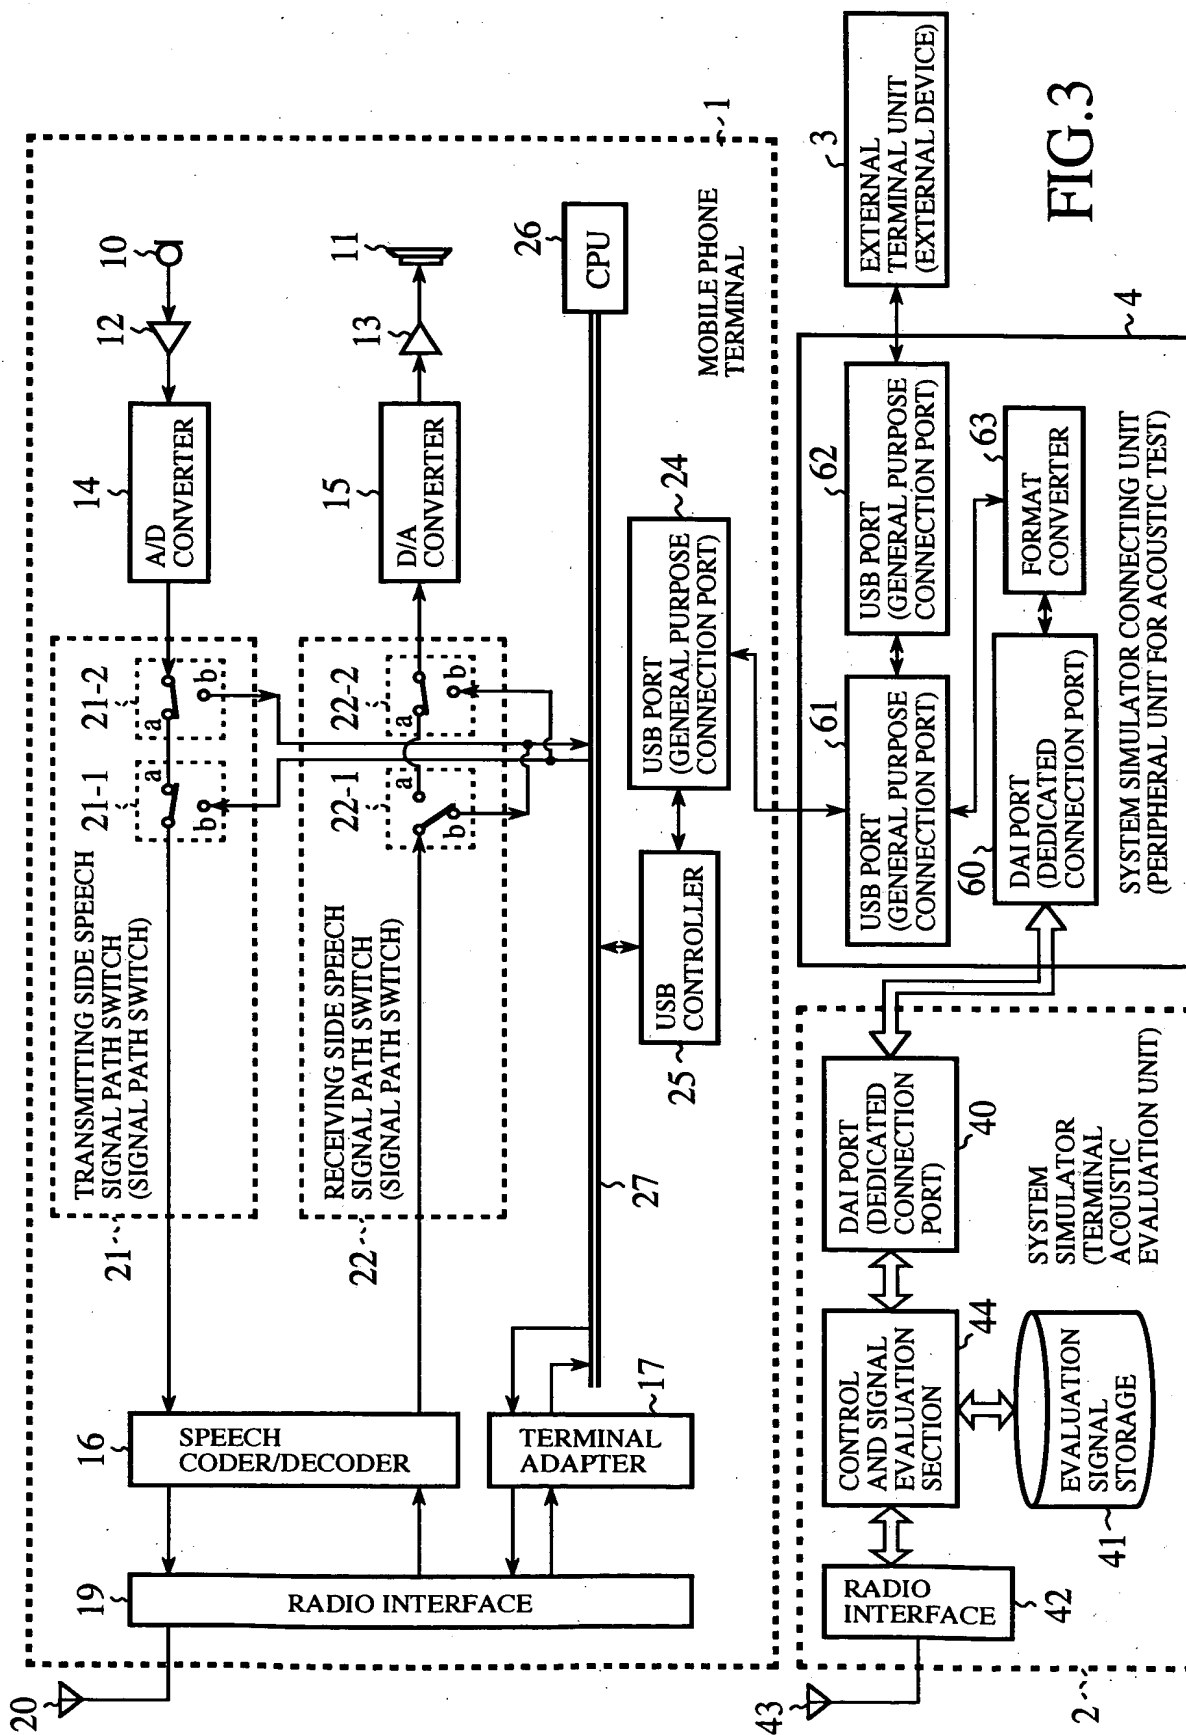 20
19
RADIO INTERFACE
16
SPEECH
CODER/DECODER
TERMINAL
ADAPTER
17
21
TRANSMITTING SIDE SPEECH
SIGNAL PATH SWITCH
(SIGNAL PATH SWITCH)
21-1
a
b
21-2
a
b
14
A/D
CONVERTER
12
10
22
RECEIVING SIDE SPEECH
SIGNAL PATH SWITCH
(SIGNAL PATH SWITCH)
22-1
a
b
22-2
a
b
15
D/A
CONVERTER
13
11
27
26
CPU
25
USB
CONTROLLER
24
USB PORT
(GENERAL PURPOSE
CONNECTION PORT)
MOBILE PHONE
TERMINAL
1
43
42
RADIO
INTERFACE
44
CONTROL
AND SIGNAL
EVALUATION
SECTION
41
EVALUATION
SIGNAL
STORAGE
40
DAI PORT
(DEDICATED
CONNECTION
PORT)
SYSTEM
SIMULATOR
(TERMINAL
ACOUSTIC
EVALUATION UNIT)
2
61
USB PORT
(GENERAL PURPOSE
CONNECTION PORT)
62
USB PORT
(GENERAL PURPOSE
CONNECTION PORT)
60
DAI PORT
(DEDICATED
CONNECTION PORT)
63
FORMAT
CONVERTER
SYSTEM SIMULATOR CONNECTING UNIT
(PERIPHERAL UNIT FOR ACOUSTIC TEST)
4
3
EXTERNAL
TERMINAL UNIT
(EXTERNAL DEVICE)
FIG.3